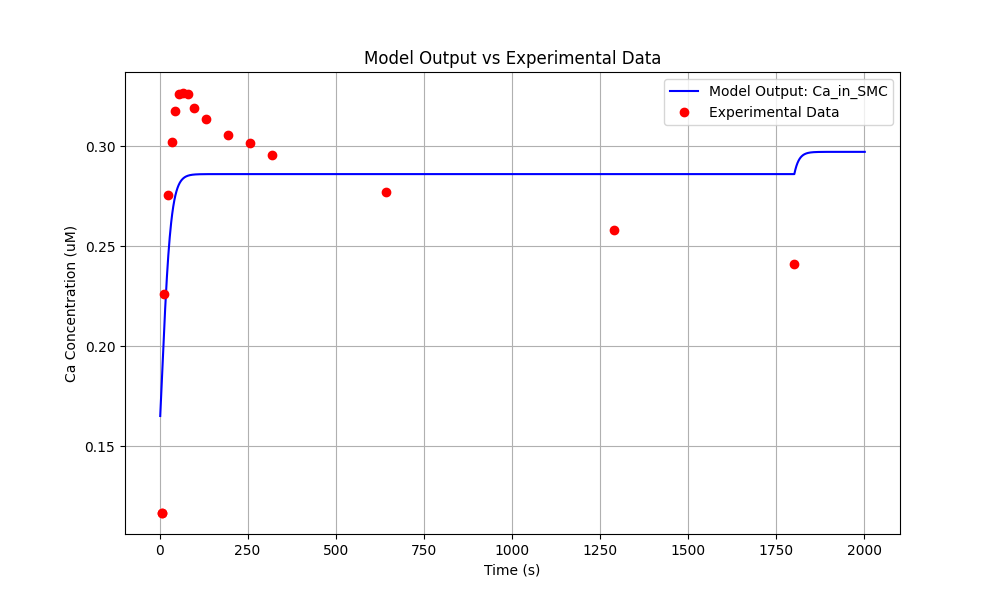 Model Output vs Experimental Data
Model Output: Ca_in_SMC
Experimental Data
Ca Concentration (uM)
0.30
0.25
0.20
0.15
0
250
500
750
1000
1250
1500
1750
2000
Time (s)